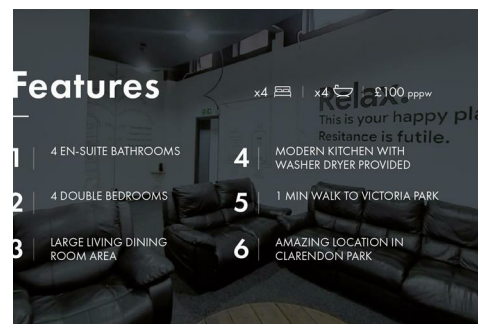 Features
x4 x4 £100 pppw
Relax.
This is your happy pla
Resitance is futile.
1 4 EN-SUITE BATHROOMS
2 4 DOUBLE BEDROOMS
3 LARGE LIVING DINING
ROOM AREA
4 MODERN KITCHEN WITH
WASHER DRYER PROVIDED
5 1 MIN WALK TO VICTORIA PARK
6 AMAZING LOCATION IN
CLARENDON PARK